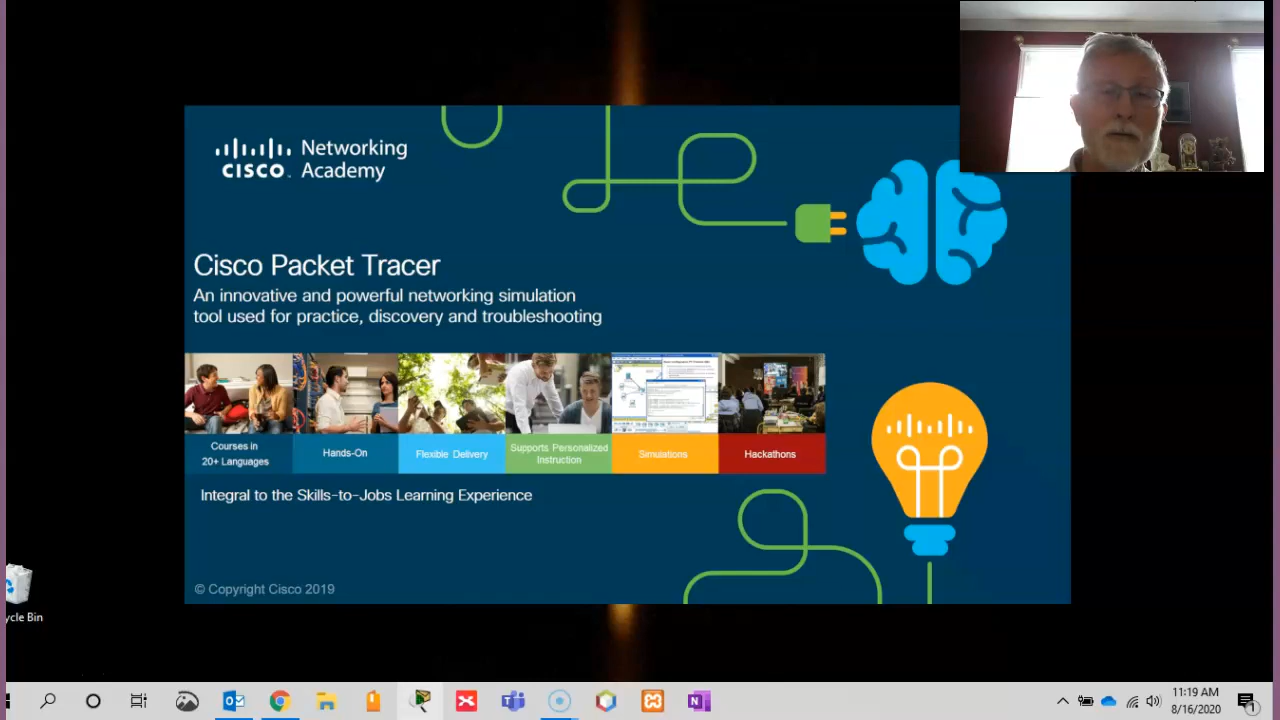 Networking
CISCO Academy
Cisco Packet Tracer
An innovative and powerful networking simulation
tool used for practice, discovery and troubleshooting
Courses in
20+ Languages
Hands-On
Flexible Delivery
Supports Personalized
Instruction
Simulations
Hackathons
Integral to the Skills-to-Jobs Learning Experience
© Copyright Cisco 2019
ycle Bin
11:19 AM
8/16/2020
1